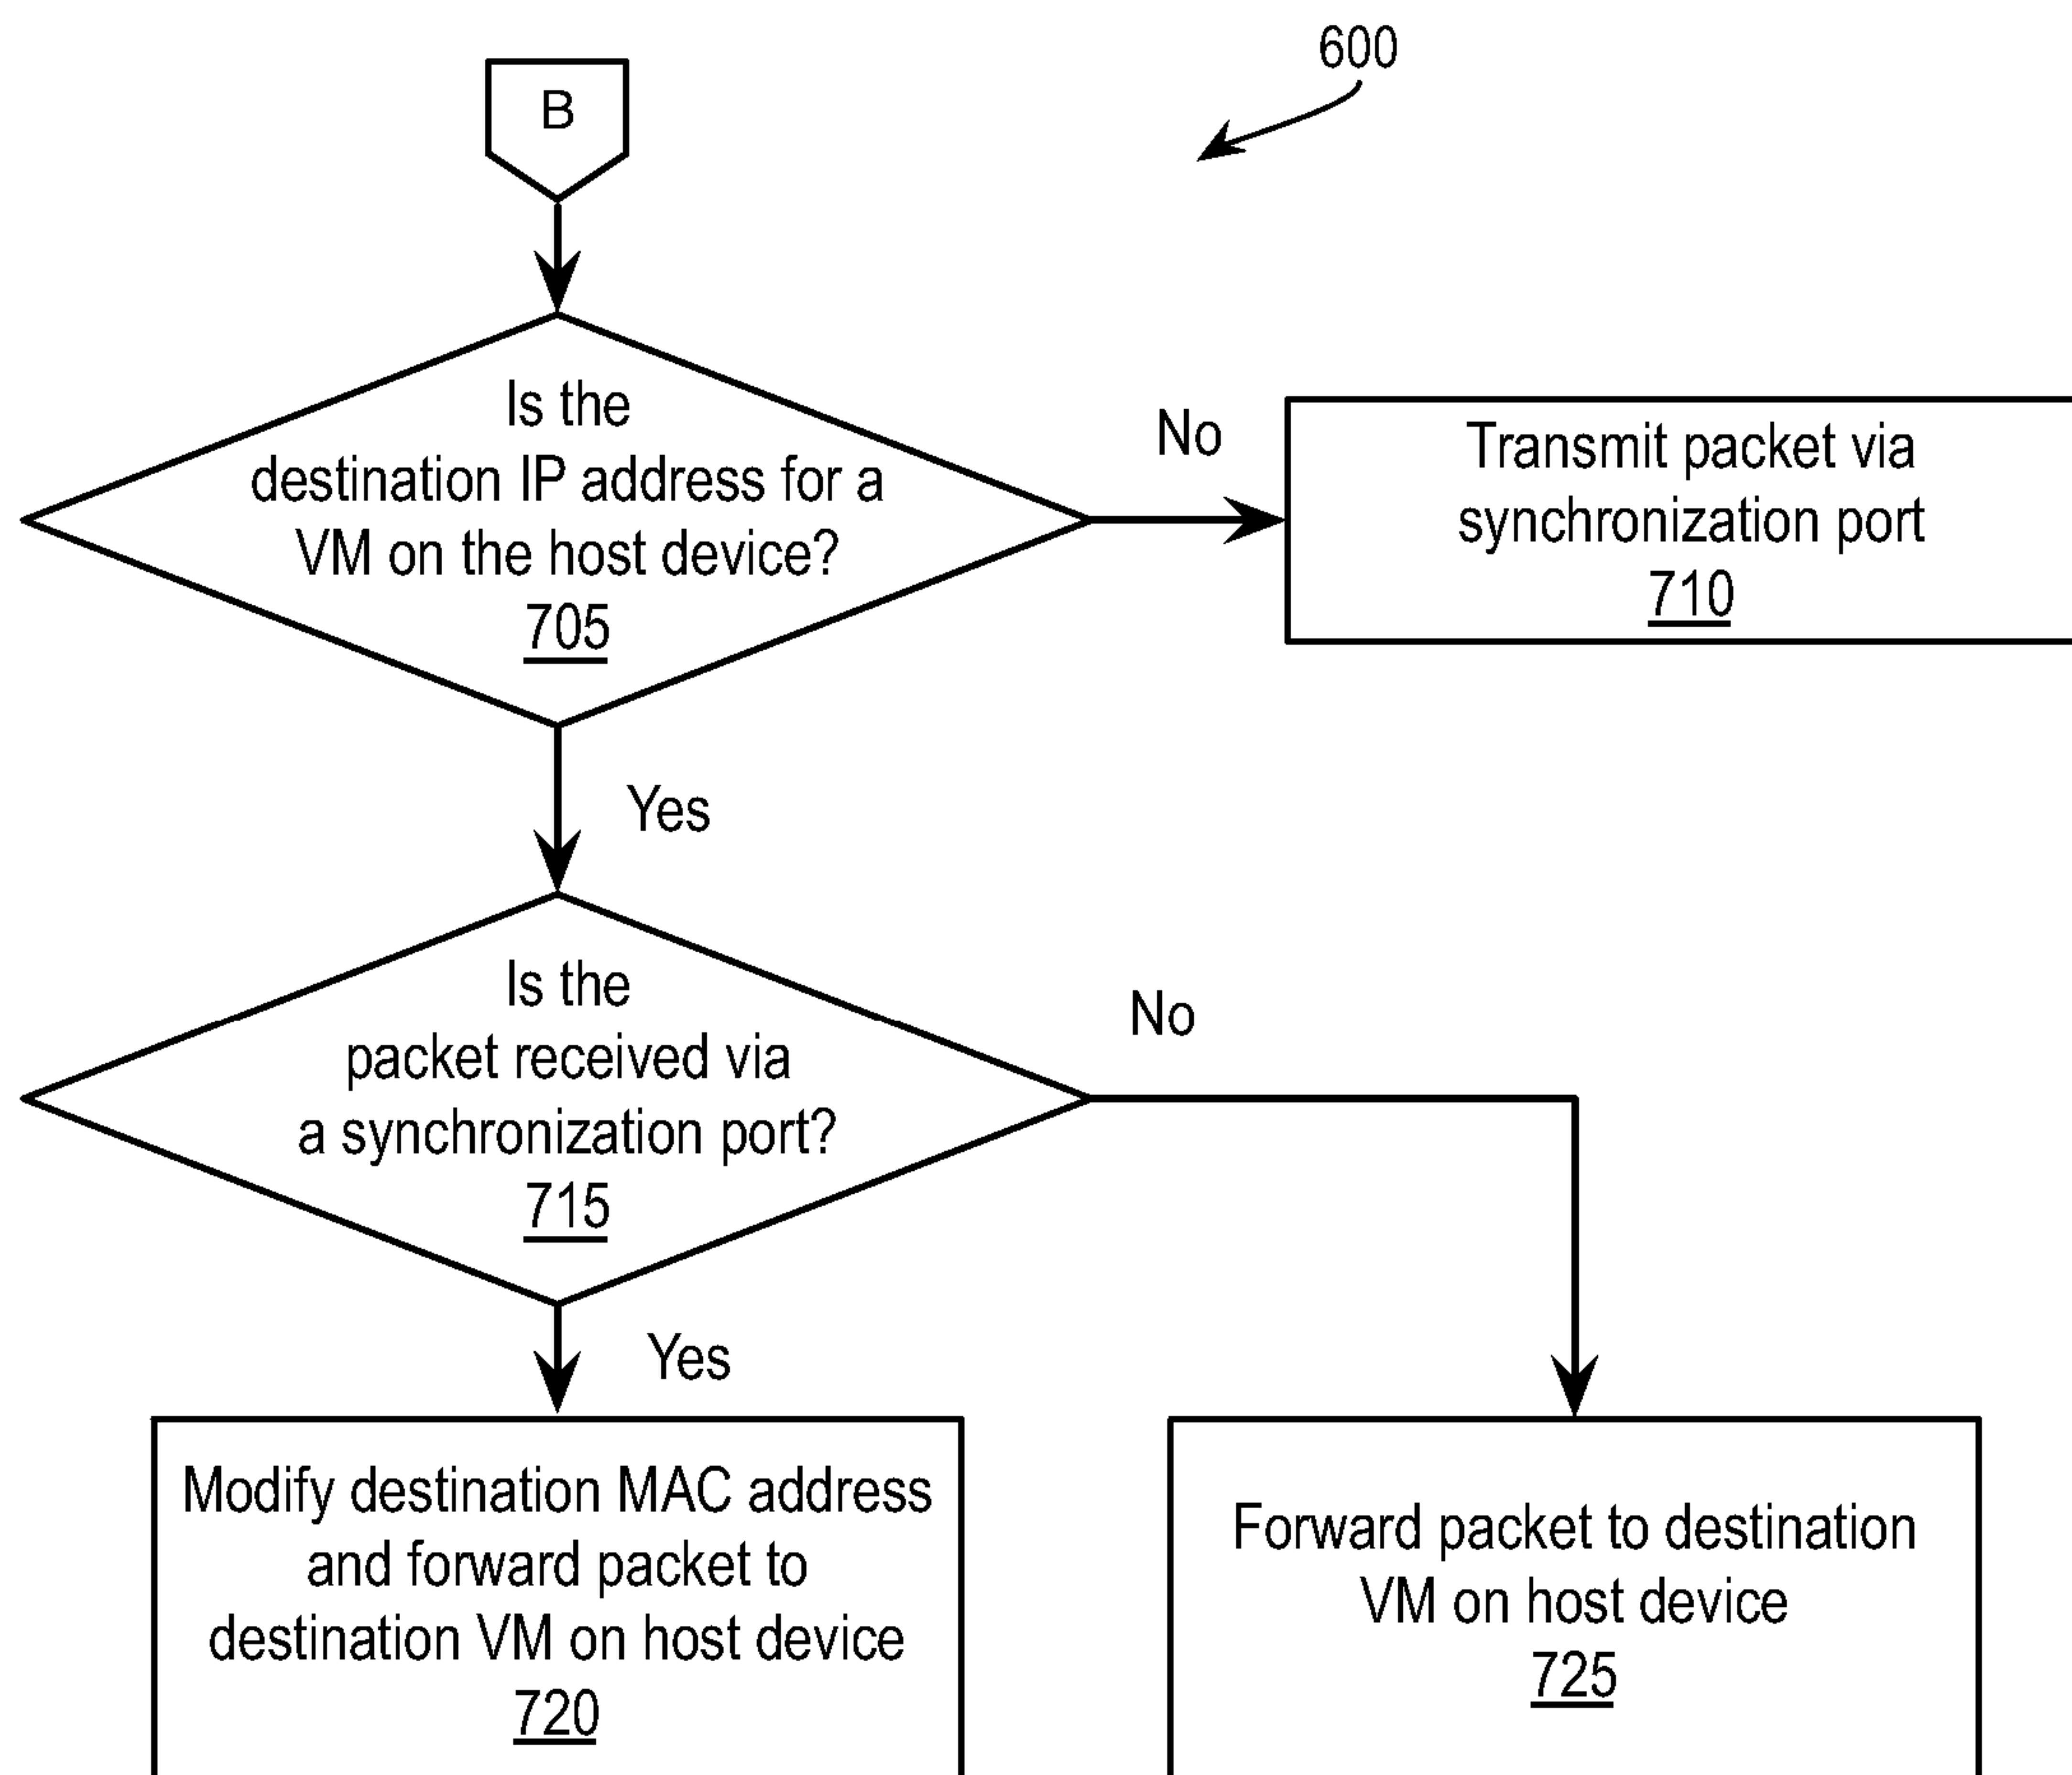 600
B
Is the
destination IP address for a
VM on the host device?
705
No
Transmit packet via
synchronization port
710
Yes
Is the
packet received via
a synchronization port?
715
No
Yes
Modify destination MAC address
and forward packet to
destination VM on host device
720
Forward packet to destination
VM on host device
725